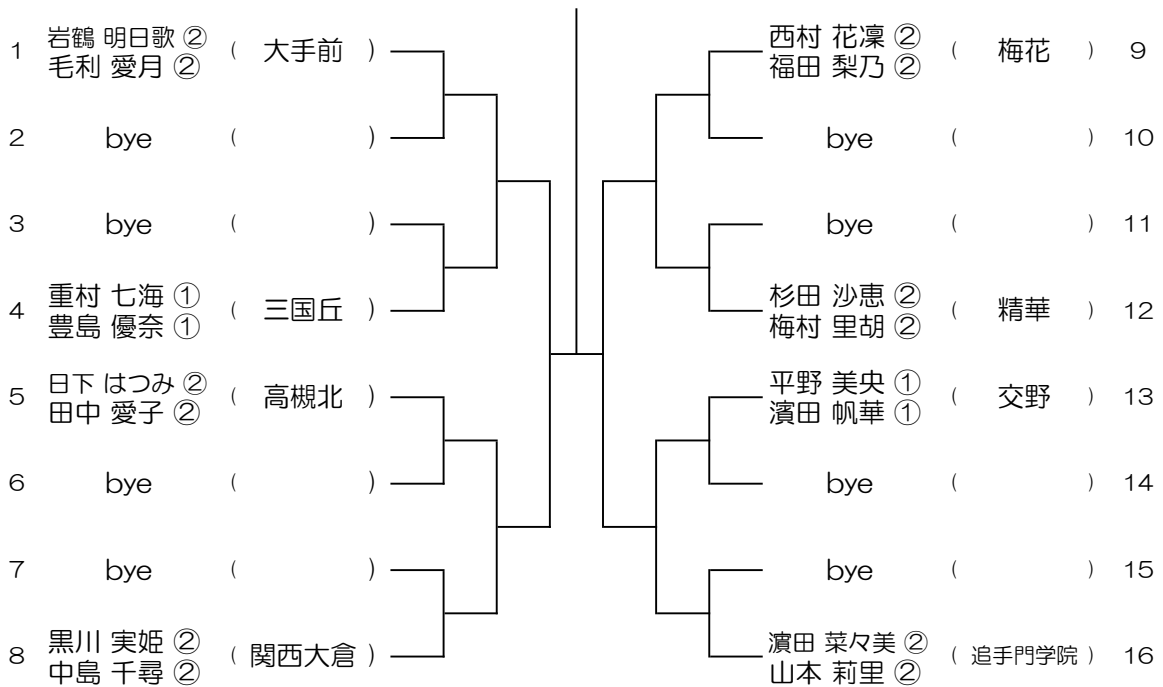 岩鶴 明日歌 ②
1 ( 大手前 )
毛利 愛月 ②
2 bye ( )
3 bye ( )
重村 七海 ①
4 ( 三国丘 )
豊島 優奈 ①
日下 はつみ ②
5 ( 高槻北 )
田中 愛子 ②
6 bye ( )
7 bye ( )
黒川 実姫 ②
8 ( 関西大倉 )
中島 千尋 ②
西村 花凜 ②
( 梅花 ) 9
福田 梨乃 ②
bye ( ) 10
bye ( ) 11
杉田 沙恵 ②
( 精華 ) 12
梅村 里胡 ②
平野 美央 ①
( 交野 ) 13
濱田 帆華 ①
bye ( ) 14
bye ( ) 15
濱田 菜々美 ②
( 追手門学院 ) 16
山本 莉里 ②